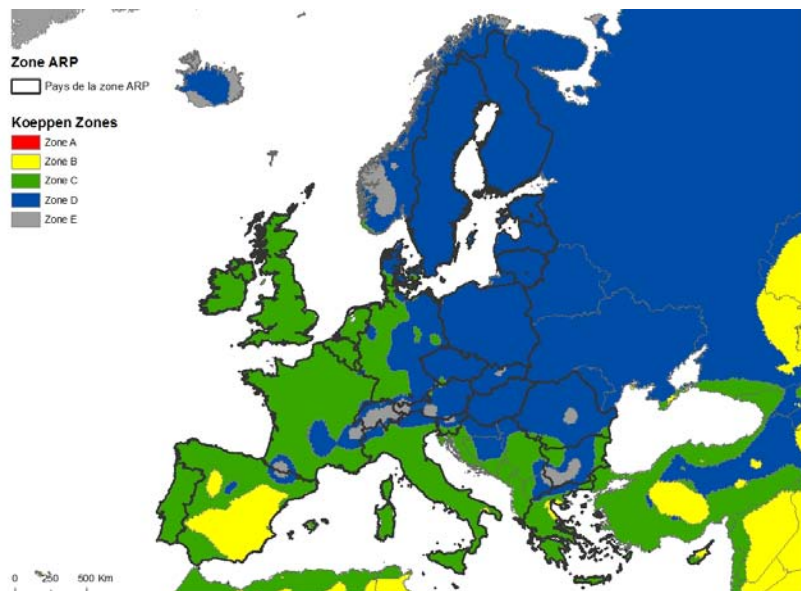 Zone ARP
Pays de la zone ARP
Koeppen Zones
Zone A
Zone B
Zone C
Zone D
Zone E
0 250 500 Km